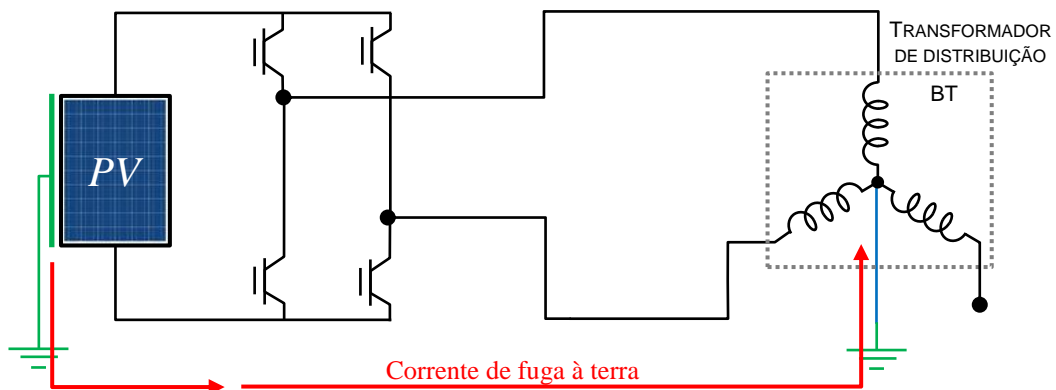 TRANSFORMADOR
DE DISTRIBUIÇÃO
BT
PV
Corrente de fuga à terra